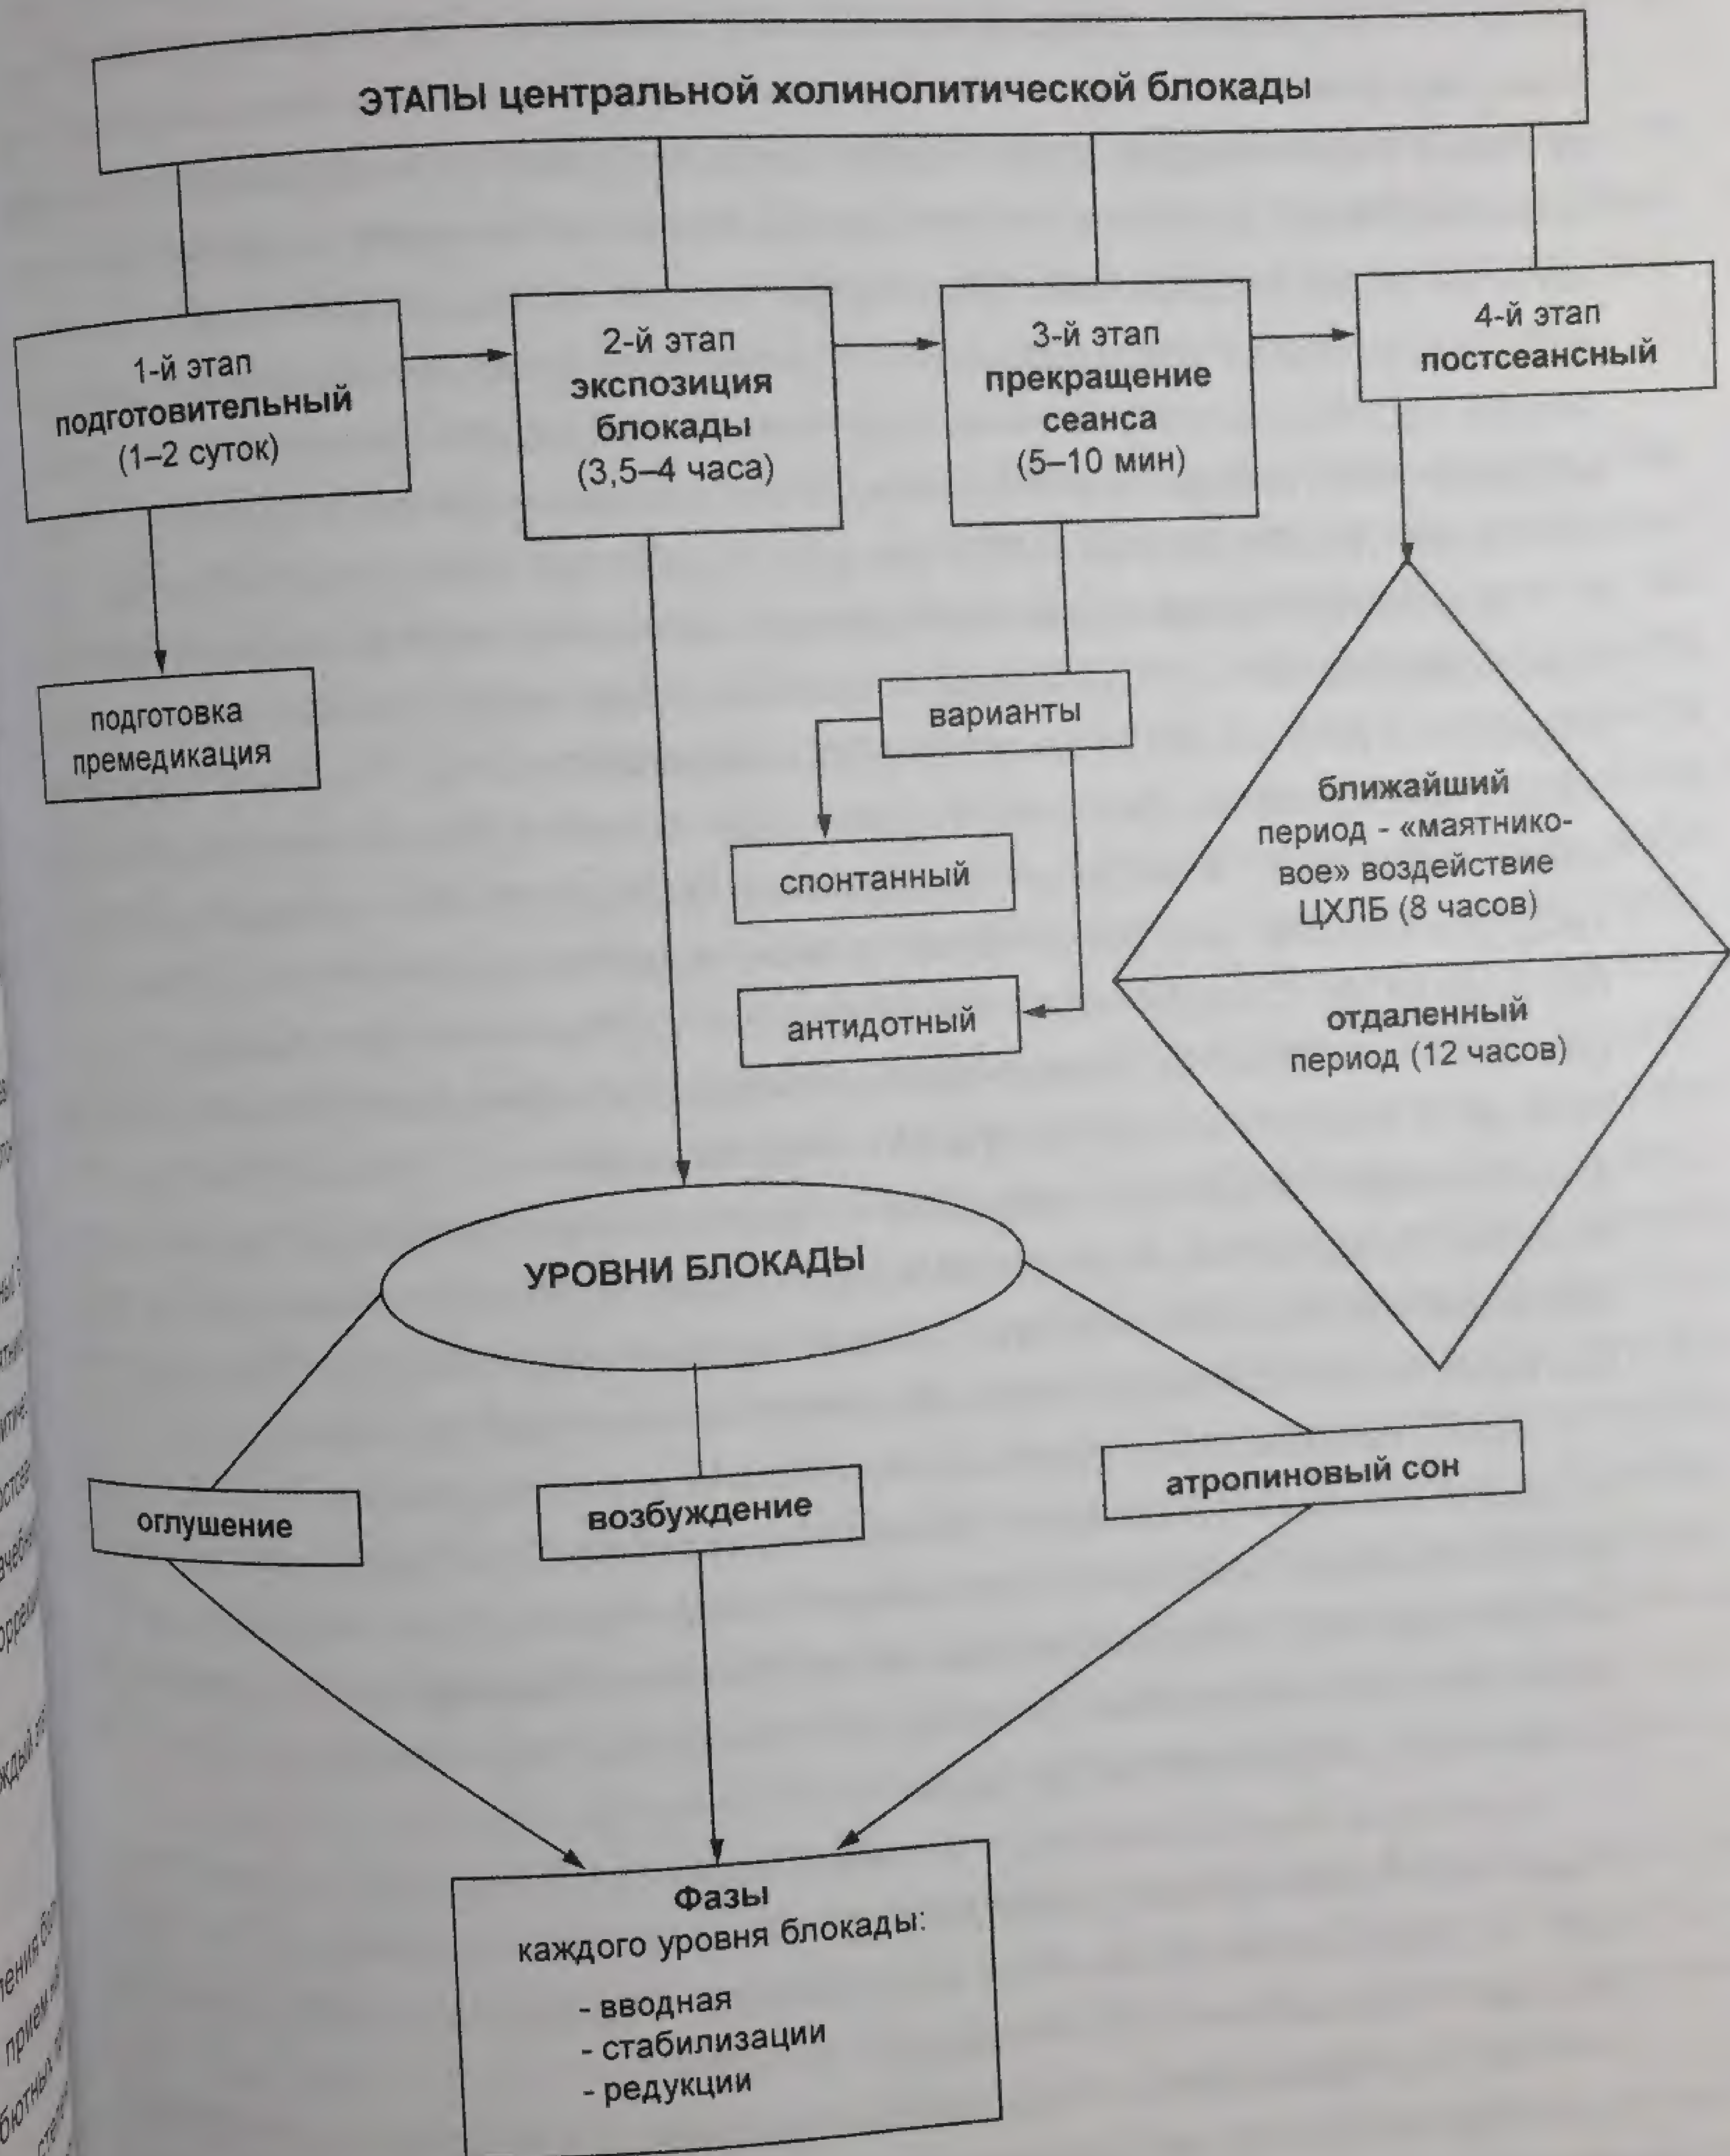 ЭТАПЫ центральной холинолитической блокады
1-й этап
подготовительный
(1–2 суток)
2-й этап
экспозиция
блокады
(3,5–4 часа)
3-й этап
прекращение
сеанса
(5–10 мин)
4-й этап
постсеансный
подготовка
премедикация
варианты
спонтанный
антидотный
ближайший
период - «маятнико-
вое» воздействие
ЦХЛБ (8 часов)
отдаленный
период (12 часов)
УРОВНИ БЛОКАДЫ
оглушение
возбуждение
атропиновый сон
Фазы
каждого уровня блокады:
- вводная
- стабилизации
- редукции